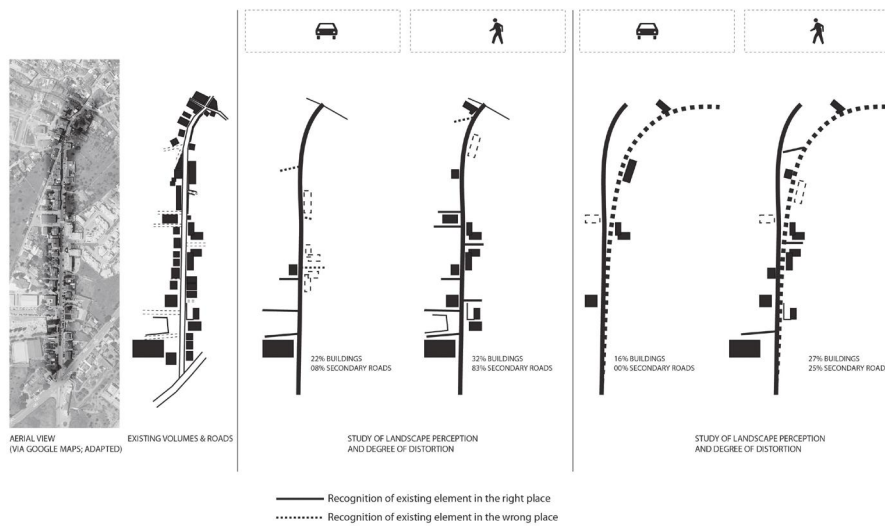 22% BUILDINGS
08% SECONDARY ROADS
32% BUILDINGS
83% SECONDARY ROADS
16% BUILDINGS
00% SECONDARY ROADS
27% BUILDINGS
25% SECONDARY ROAD
AERIAL VIEW
(VIA GOOGLE MAPS; ADAPTED)
EXISTING VOLUMES & ROADS
STUDY OF LANDSCAPE PERCEPTION
AND DEGREE OF DISTORTION
STUDY OF LANDSCAPE PERCEPTION
AND DEGREE OF DISTORTION
Recognition of existing element in the right place
Recognition of existing element in the wrong place